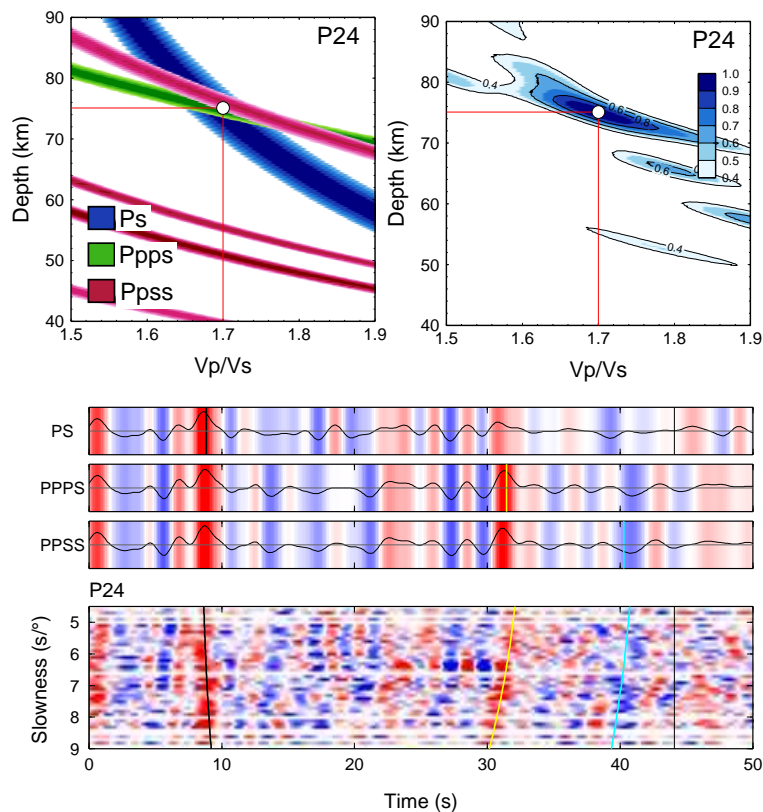 P24
90
80
70
60
50
40
Depth (km)
Ps
Ppps
Ppss
1.5 1.6 1.7 1.8 1.9
Vp/Vs
P24
90
80
70
60
50
40
Depth (km)
0.4
0.6
0.8
0.6
0.4
1.0
0.9
0.8
0.7
0.6
0.5
0.4
1.5 1.6 1.7 1.8 1.9
Vp/Vs
PS
PPPS
PPSS
P24
5
6
7
8
9
Slowness (s/°)
0 10 20 30 40 50
Time (s)